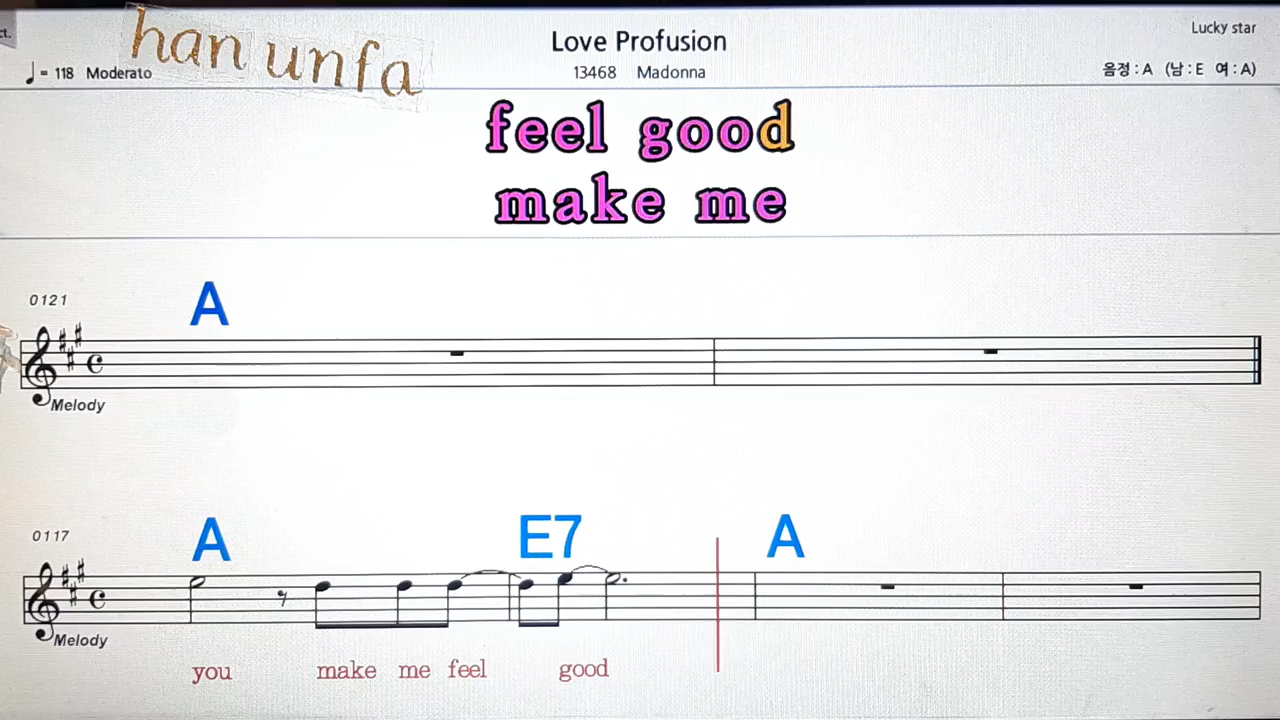 ct.
han unfa
Love Profusion
Lucky star
= 118 Moderato
13468 Madonna
음정 : A (남 : E 여 : A)
feel good
make me
0121
A
Melody
0117
A E7 A
Melody
you make me feel good